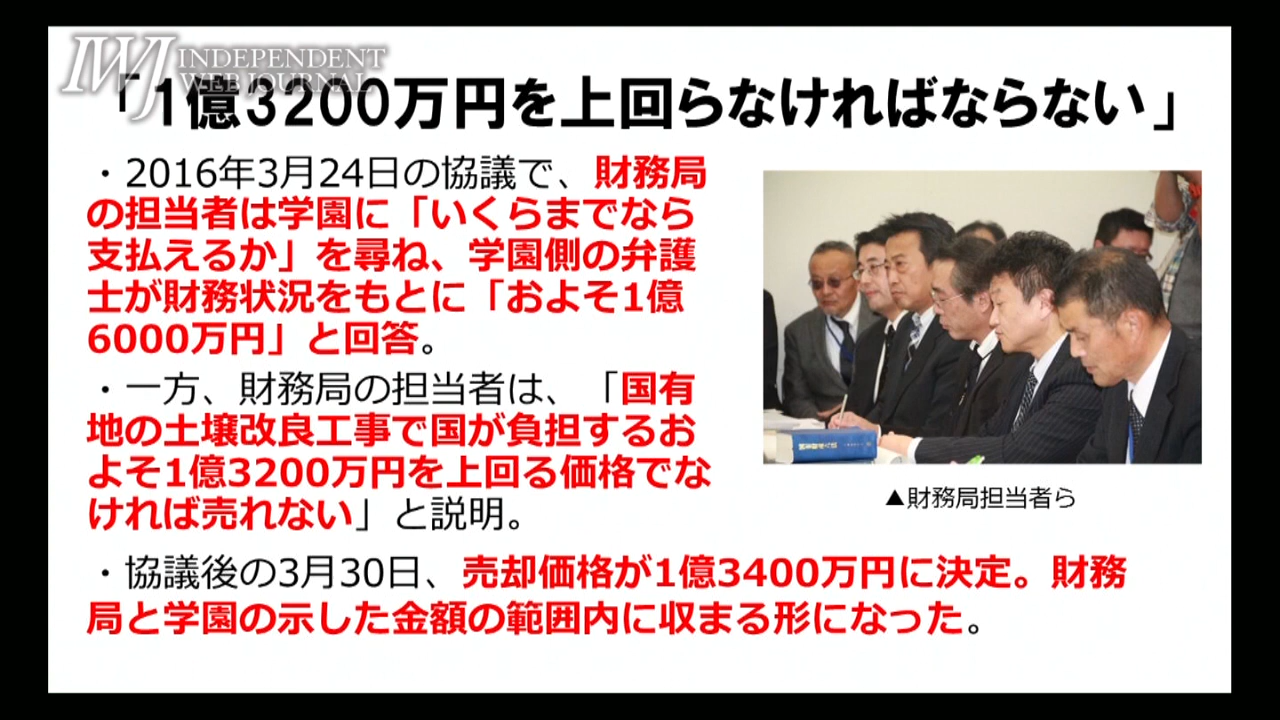 IWJ INDEPENDENT
WEB JOURNAL
「1億3200万円を上回らなければならない」
・2016年3月24日の協議で、財務局
の担当者は学園に「いくらまでなら
支払えるか」を尋ね、学園側の弁護
士が財務状況をもとに「およそ1億
6000万円」と回答。
・一方、財務局の担当者は、「国有
地の土壌改良工事で国が負担するお
よそ1億3200万円を上回る価格でな
ければ売れない」と説明。
▲財務局担当者ら
・協議後の3月30日、売却価格が1億3400万円に決定。財務
局と学園の示した金額の範囲内に収まる形になった。